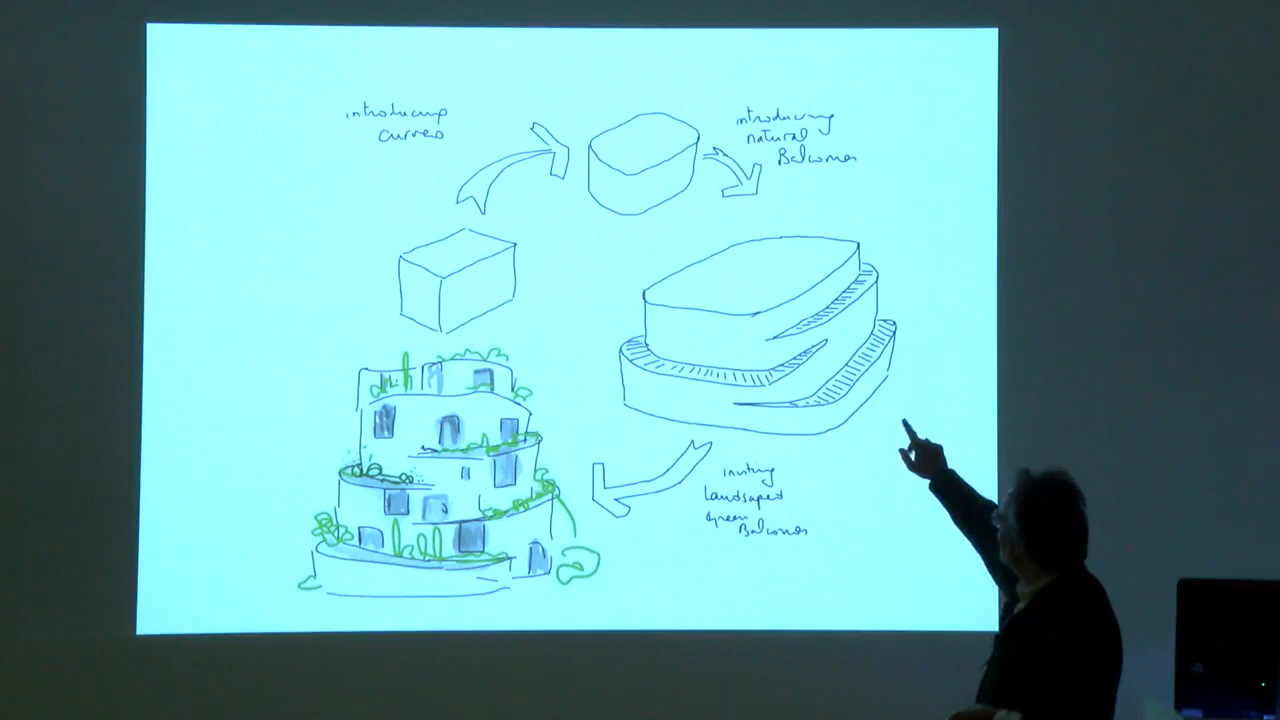 introducing
curves
introducing
natural
Balconies
inviting
landsaped
green
Balconies